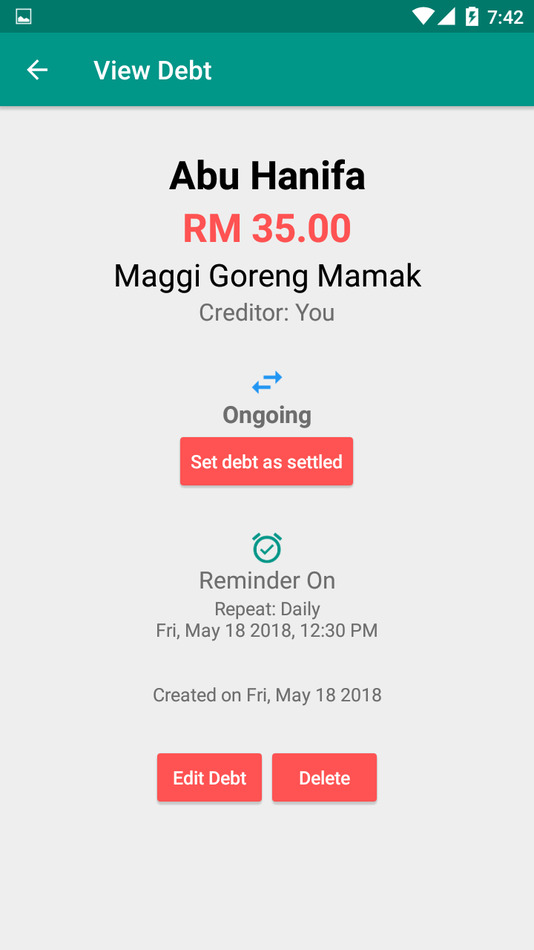 7:42
View Debt
Abu Hanifa
RM 35.00
Maggi Goreng Mamak
Creditor: You
Ongoing
Set debt as settled
Reminder On
Repeat: Daily
Fri, May 18 2018, 12:30 PM
Created on Fri, May 18 2018
Edit Debt Delete